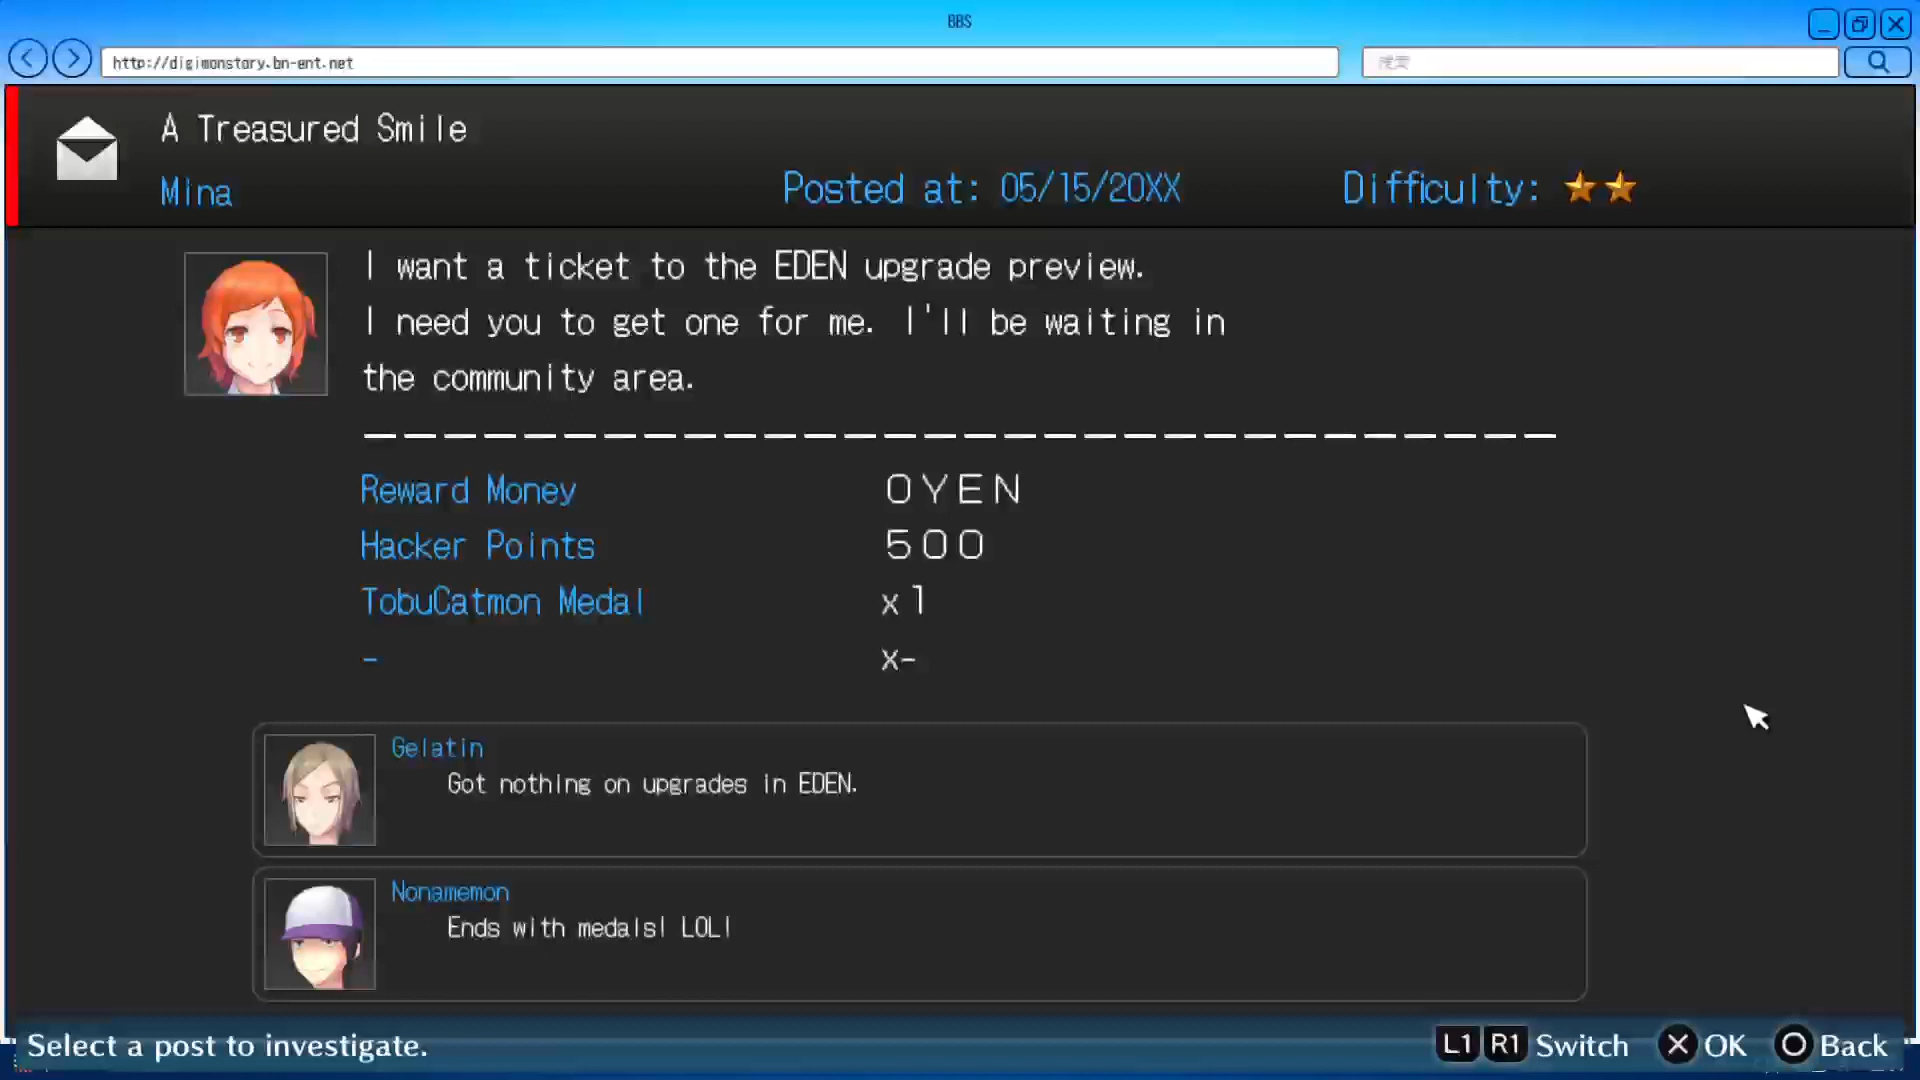 BBS
http://digimonstory.bn-ent.net
検索
A Treasured Smile
Mina
Posted at: 05/15/20XX
Difficulty: ★★
I want a ticket to the EDEN upgrade preview.
I need you to get one for me. I'll be waiting in
the community area.
Reward Money 0YEN
Hacker Points 500
TobuCatmon Medal x1
- x-
Gelatin
Got nothing on upgrades in EDEN.
Nonamemon
Ends with medals! LOL!
Select a post to investigate.
L1 R1 Switch
OK
Back